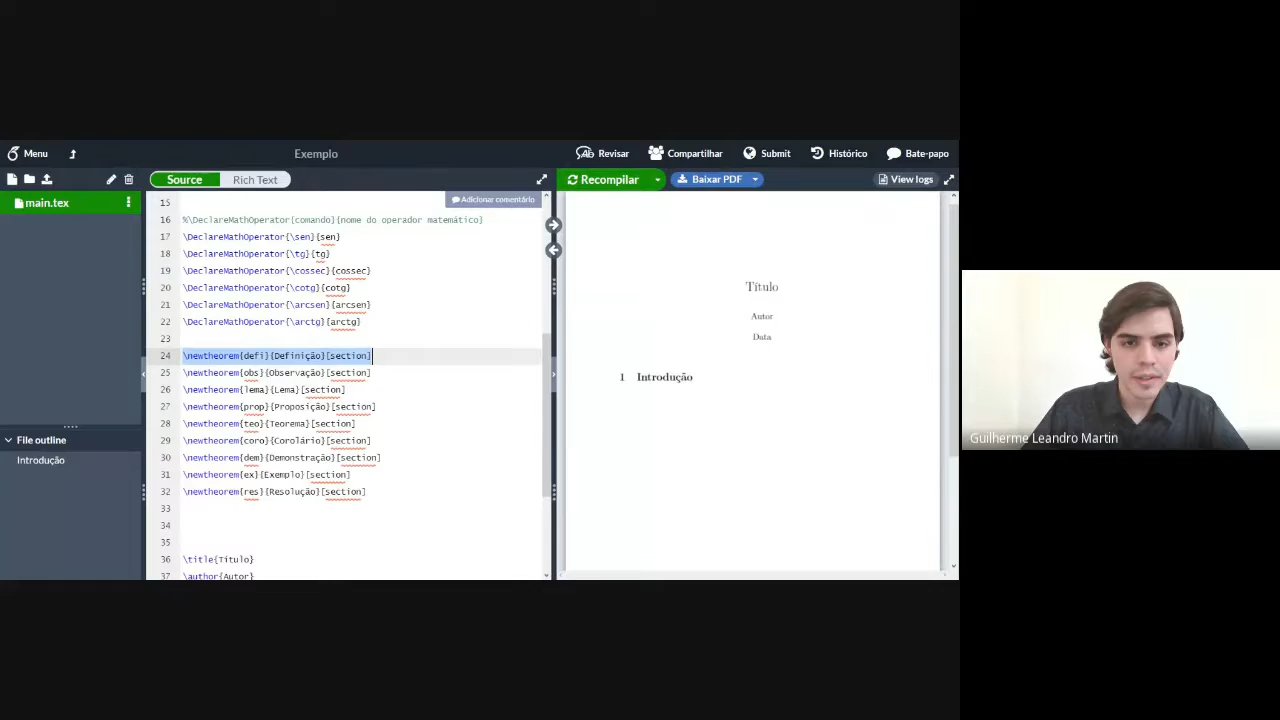 Menu
Exemplo
Revisar
Compartilhar
Submit
Histórico
Bate-papo
Source
Rich Text
Recompilar
Baixar PDF
View logs
main.tex
Adicionar comentário
15
16 %\DeclareMathOperator{comando}{nome do operador matemático}
17 \DeclareMathOperator{\sen}{sen}
18 \DeclareMathOperator{\tg}{tg}
19 \DeclareMathOperator{\cossec}{cossec}
20 \DeclareMathOperator{\cotg}{cotg}
21 \DeclareMathOperator{\arcsen}{arcsen}
22 \DeclareMathOperator{\arctg}{arctg}
23
24 \newtheorem{defi}{Definição}[section]
25 \newtheorem{obs}{Observação}[section]
26 \newtheorem{lema}{Lema}[section]
27 \newtheorem{prop}{Proposição}[section]
28 \newtheorem{teo}{Teorema}[section]
29 \newtheorem{coro}{Corolário}[section]
30 \newtheorem{dem}{Demonstração}[section]
31 \newtheorem{ex}{Exemplo}[section]
32 \newtheorem{res}{Resolução}[section]
33
34
35
36 \title{Título}
37 \author{Autor}
File outline
Introdução
Título
Autor
Data
1 Introdução
Guilherme Leandro Martin